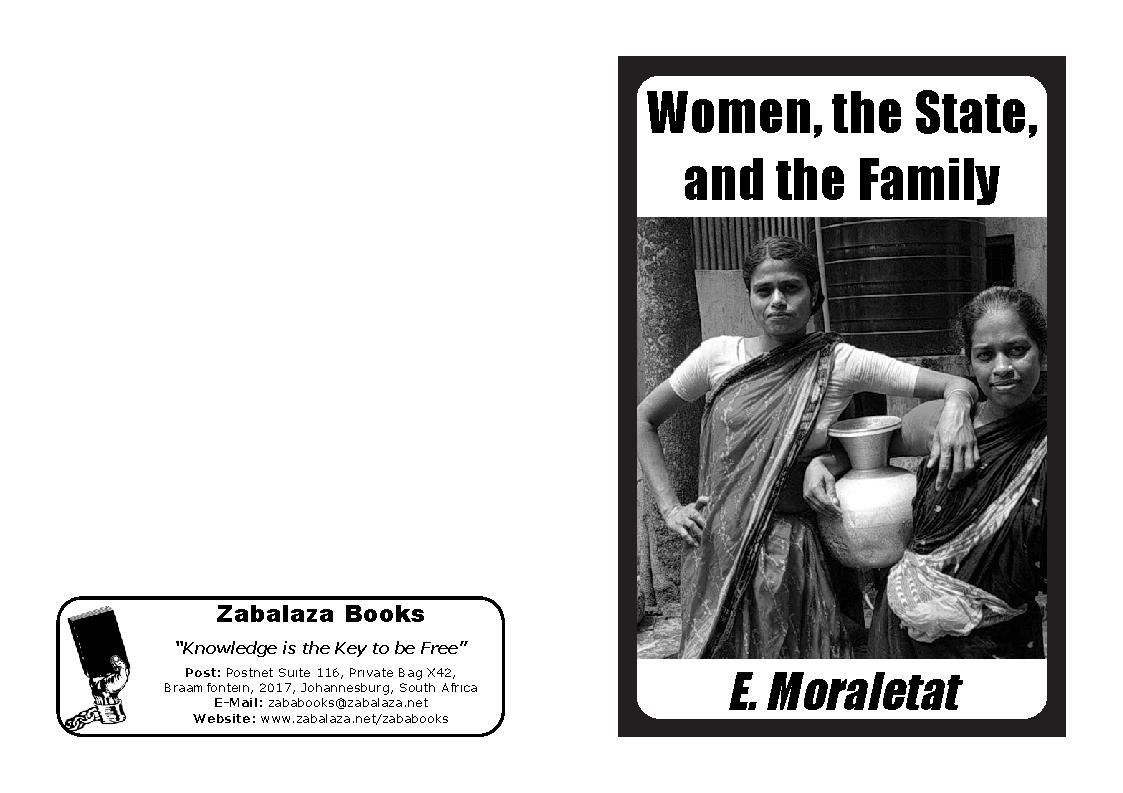 Women, the State,
and the Family
E. Moraletat
Zabalaza Books
"Knowledge is the Key to be Free"
Post: Postnet Suite 116, Private Bag X42,
Braamfontein, 2017, Johannesburg, South Africa
E-Mail: zababooks@zabalaza.net
Website: www.zabalaza.net/zababooks